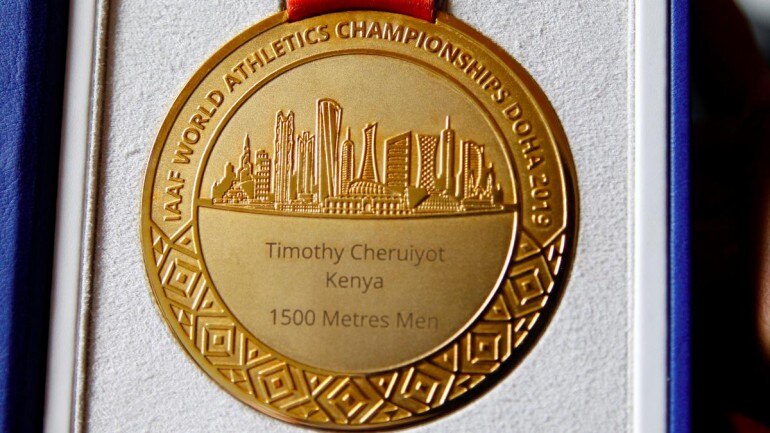 IAAF WORLD ATHLETICS CHAMPIONSHIPS DOHA 2019
Timothy Cheruiyot
Kenya
1500 Metres Men